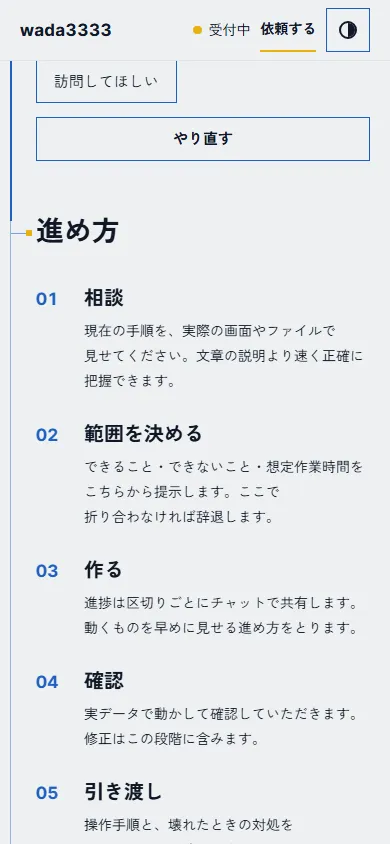 wada3333
受付中
依頼する
訪問してほしい
やり直す
進め方
01 相談
現在の手順を、実際の画面やファイルで
見せてください。文章の説明より速く正確に
把握できます。
02 範囲を決める
できること・できないこと・想定作業時間を
こちらから提示します。ここで
折り合わなければ辞退します。
03 作る
進捗は区切りごとにチャットで共有します。
動くものを早めに見せる進め方をとります。
04 確認
実データで動かして確認していただきます。
修正はこの段階に含みます。
05 引き渡し
操作手順と、壊れたときの対処を